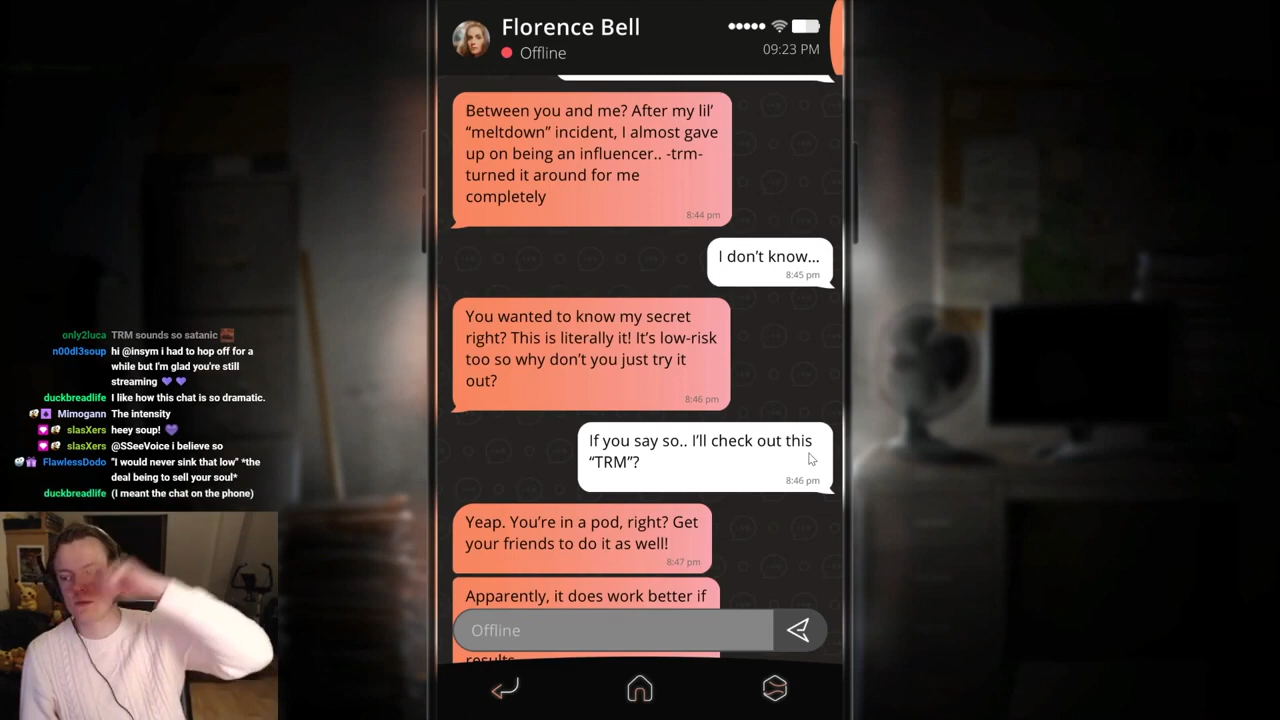 Florence Bell
Offline
09:23 PM
Between you and me? After my lil’
“meltdown” incident, I almost gave
up on being an influencer.. -trm-
turned it around for me
completely
8:44 pm
I don’t know...
8:45 pm
You wanted to know my secret
right? This is literally it! It’s low-risk
too so why don’t you just try it
out?
8:46 pm
If you say so.. I’ll check out this
“TRM”?
8:46 pm
Yeap. You’re in a pod, right? Get
your friends to do it as well!
8:47 pm
Apparently, it does work better if
results
Offline
only2luca TRM sounds so satanic
n00dl3soup hi @insym i had to hop off for a
while but I'm glad you're still
streaming
duckbreadlife I like how this chat is so dramatic.
Mimogann The intensity
slasXers heey soup!
slasXers @SSeeVoice i believe so
FlawlessDodo "I would never sink that low" *the
deal being to sell your soul*
duckbreadlife (I meant the chat on the phone)